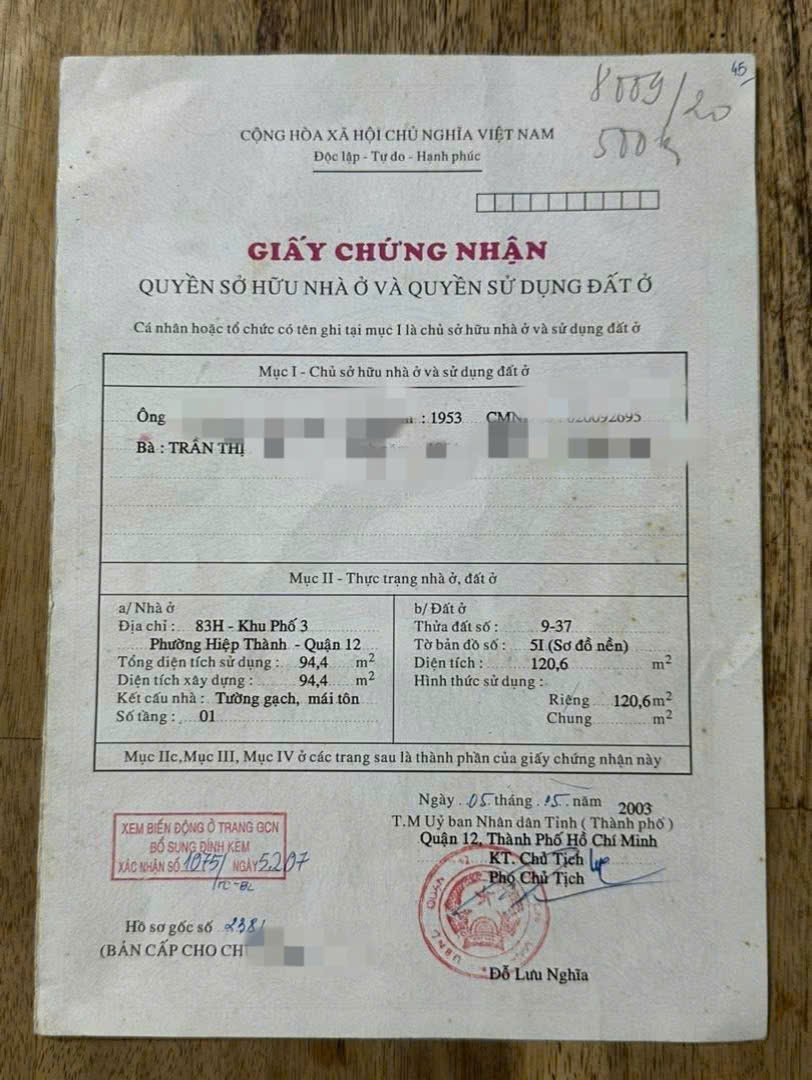 45
8009/20
500k
CỘNG HÒA XÃ HỘI CHỦ NGHĨA VIỆT NAM
Độc lập - Tự do - Hạnh phúc
GIẤY CHỨNG NHẬN
QUYỀN SỞ HỮU NHÀ Ở VÀ QUYỀN SỬ DỤNG ĐẤT Ở
Cá nhân hoặc tổ chức có tên ghi tại mục I là chủ sở hữu nhà ở và sử dụng đất ở
Mục I - Chủ sở hữu nhà ở và sử dụng đất ở
Ông : 1953
Bà : TRẦN THỊ
Mục II - Thực trạng nhà ở, đất ở
a/ Nhà ở
Địa chỉ : 83H - Khu Phố 3
Phường Hiệp Thành - Quận 12
Tổng diện tích sử dụng : 94,4 m²
Diện tích xây dựng : 94,4 m²
Kết cấu nhà : Tường gạch, mái tôn
Số tầng : 01
b/ Đất ở
Thửa đất số : 9-37
Tờ bản đồ số : 5I (Sơ đồ nền)
Diện tích : 120,6 m²
Hình thức sử dụng :
Riêng 120,6m²
Chung m²
Mục IIc, Mục III, Mục IV ở các trang sau là thành phần của giấy chứng nhận này
Ngày 05 tháng năm 2003
T.M Uỷ ban Nhân dân Tỉnh ( Thành phố )
Quận 12, Thành Phố Hồ Chí Minh
KT. Chủ Tịch
Phó Chủ Tịch
Đỗ Lưu Nghĩa
XEM BIẾN ĐỘNG Ở TRANG GCN
BỔ SUNG ĐÍNH KÈM
XÁC NHẬN SỐ 1075/ NGÀY 5.2.07
Hồ sơ gốc số 2381
(BẢN CẤP CHO